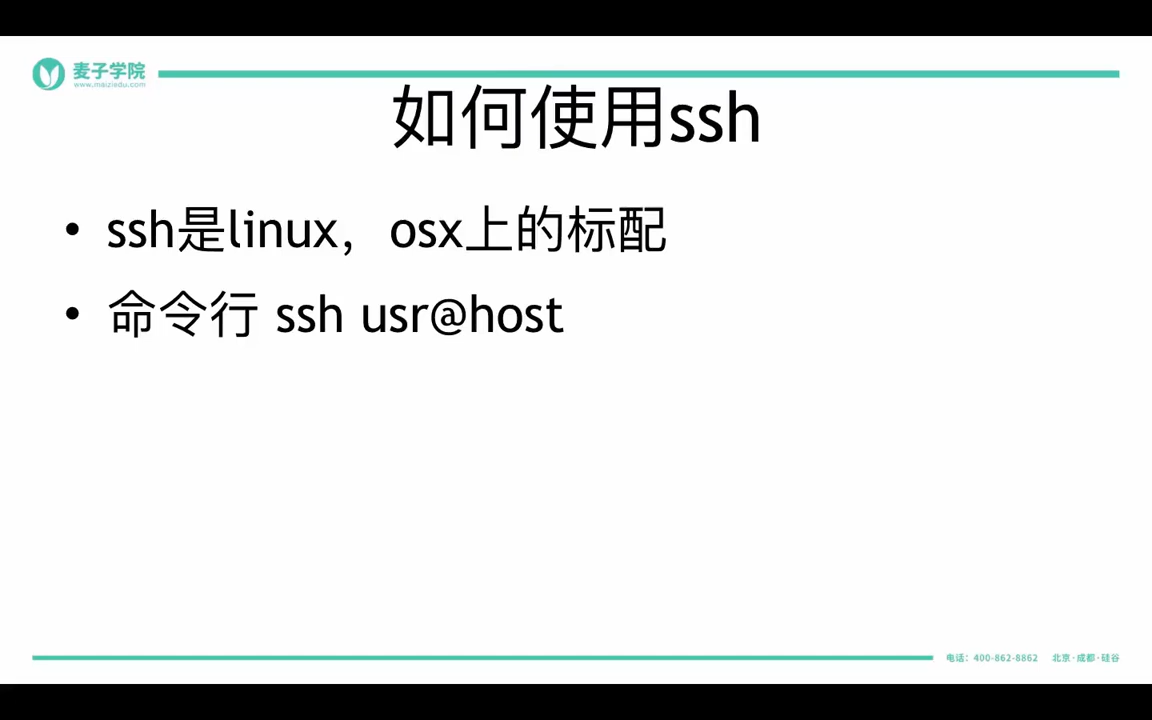 麦子学院
www.maiziedu.com
如何使用ssh
• ssh是linux，osx上的标配
• 命令行 ssh usr@host
电话：400-862-8862 北京·成都·硅谷